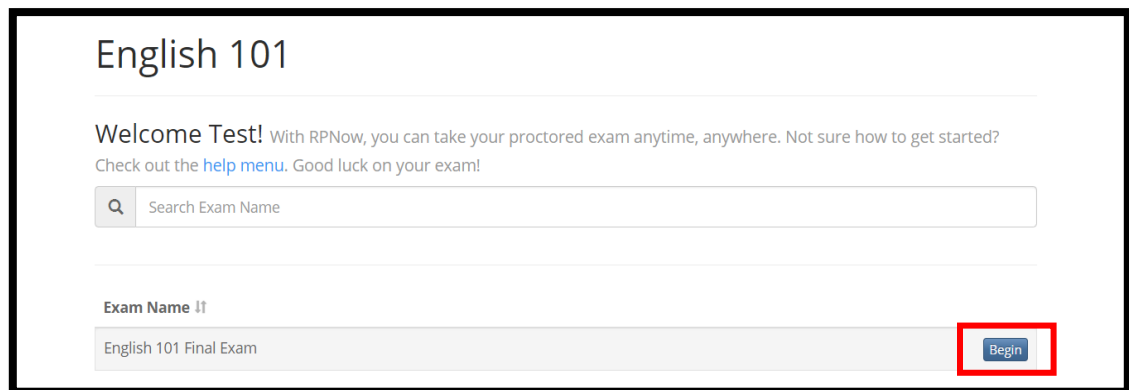 English 101
Welcome Test! With RPNow, you can take your proctored exam anytime, anywhere. Not sure how to get started?
Check out the help menu. Good luck on your exam!
Search Exam Name
Exam Name
English 101 Final Exam
Begin